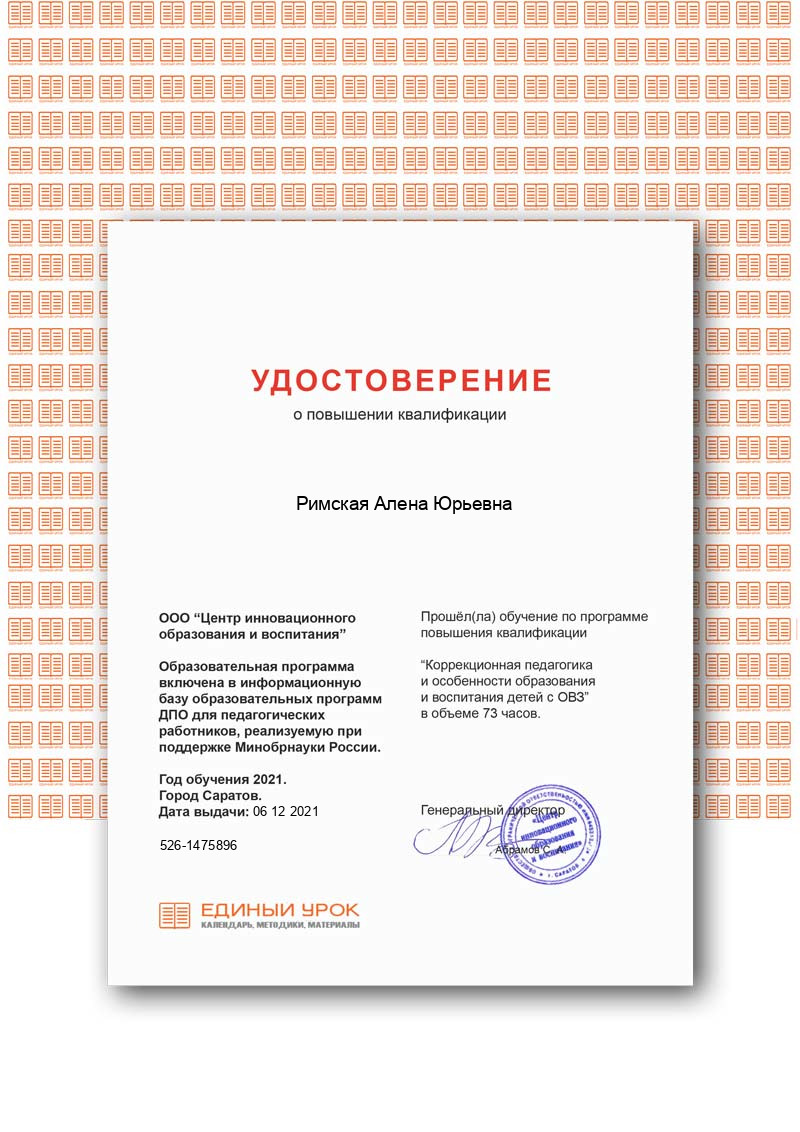 УДОСТОВЕРЕНИЕ
о повышении квалификации
Римская Алена Юрьевна
ООО “Центр инновационного
образования и воспитания”
Образовательная программа
включена в информационную
базу образовательных программ
ДПО для педагогических
работников, реализуемую при
поддержке Минобрнауки России.
Год обучения 2021.
Город Саратов.
Дата выдачи: 06 12 2021
526-1475896
Прошёл(ла) обучение по программе
повышения квалификации
“Коррекционная педагогика
и особенности образования
и воспитания детей с ОВЗ”
в объеме 73 часов.
Генеральный директор
Абрамов С. А.
«Центр
инновационного
образования
и воспитания»
г. САРАТОВ
ЕДИНЫЙ УРОК
КАЛЕНДАРЬ, МЕТОДИКИ, МАТЕРИАЛЫ